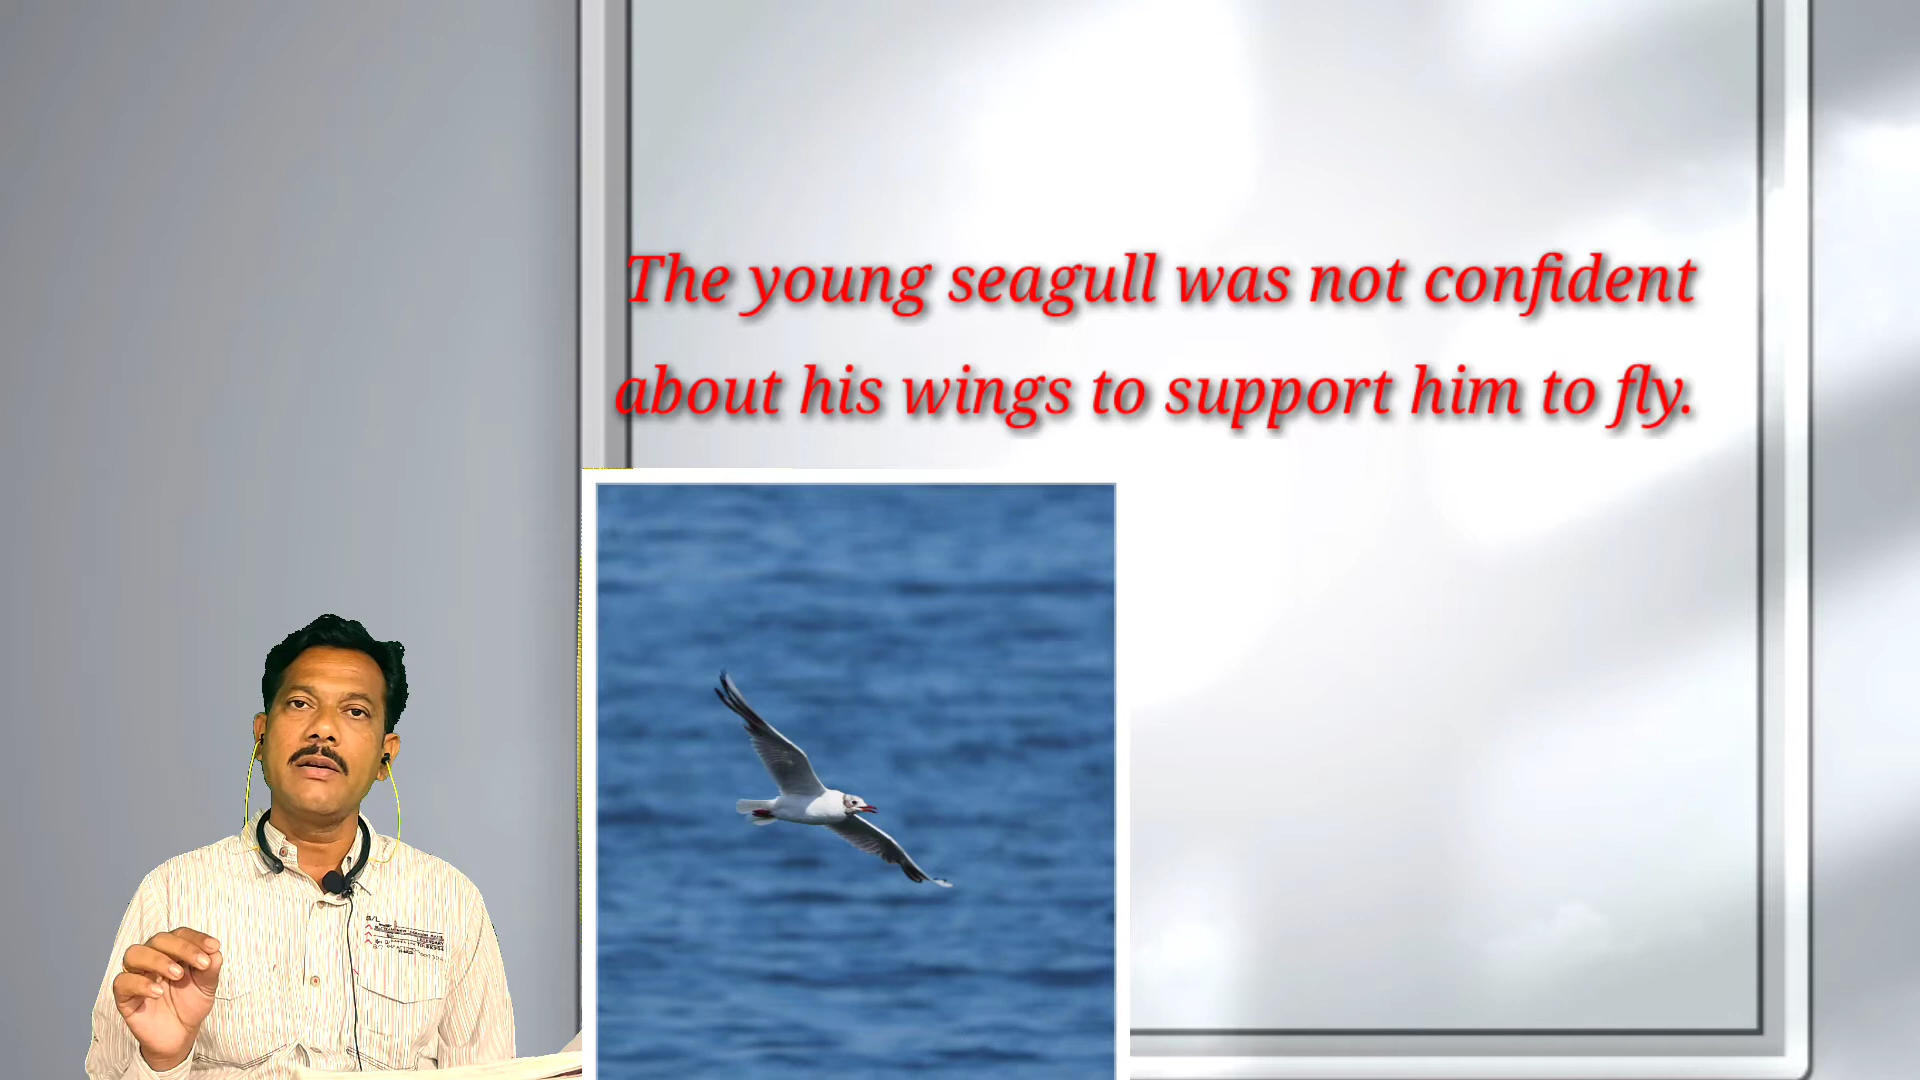 The young seagull was not confident
about his wings to support him to fly.